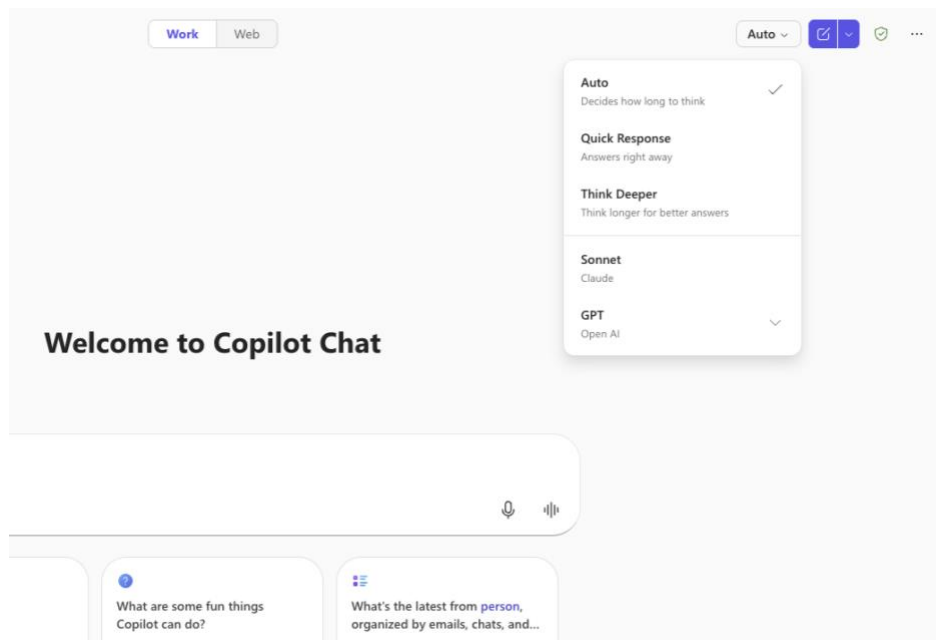 Work Web Auto
Auto
Decides how long to think
Quick Response
Answers right away
Think Deeper
Think longer for better answers
Sonnet
Claude
GPT
Open AI
Welcome to Copilot Chat
What are some fun things
Copilot can do?
What's the latest from person,
organized by emails, chats, and...